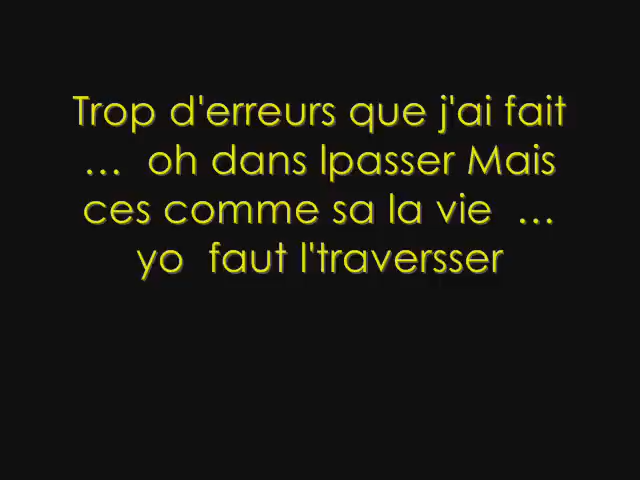 Trop d'erreurs que j'ai fait
... oh dans lpasser Mais
ces comme sa la vie ...
yo faut l'traversser